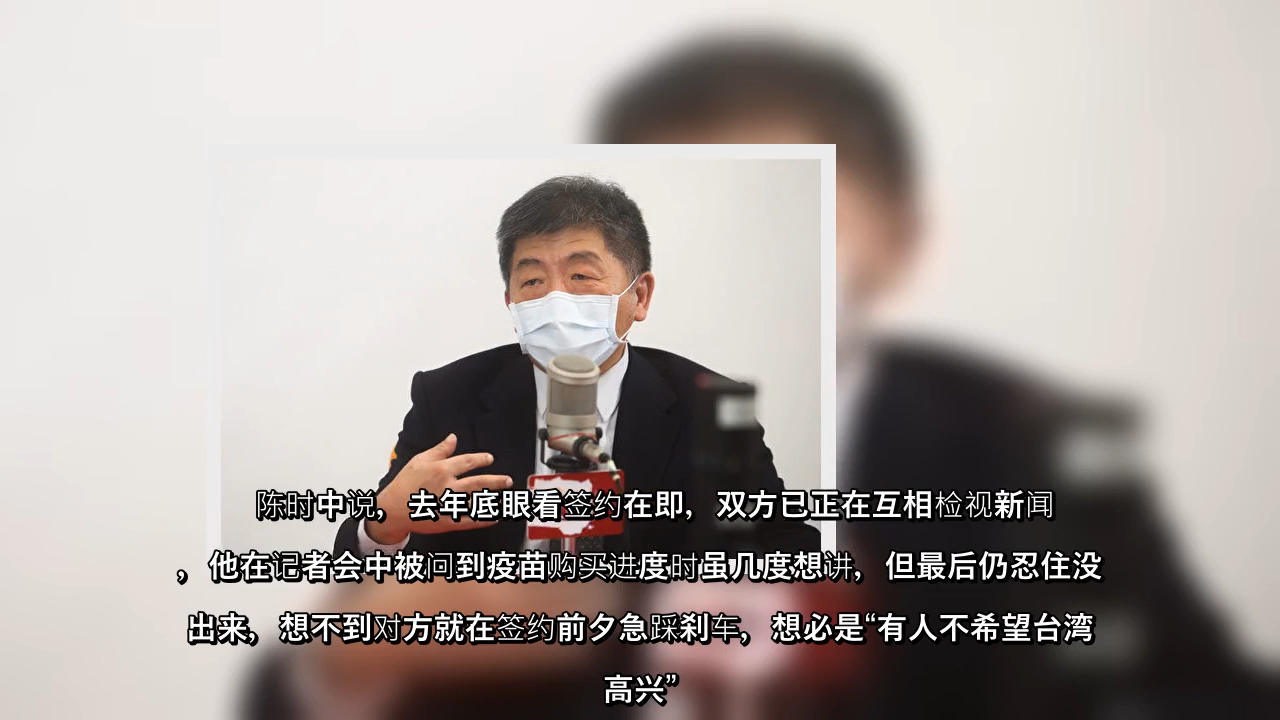 陈时中说，去年底眼看签约在即，双方已正在互相检视新闻
，他在记者会中被问到疫苗购买进度时虽几度想讲，但最后仍忍住没
出来，想不到对方就在签约前夕急踩刹车，想必是“有人不希望台湾
高兴”